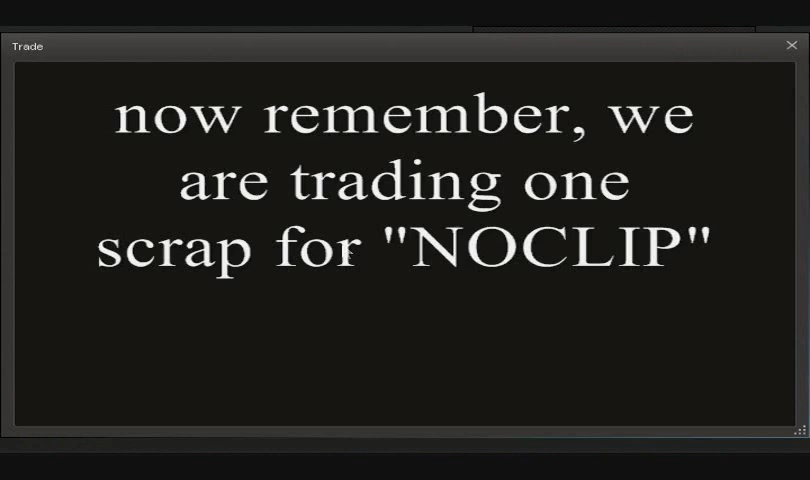 Trade
now remember, we
are trading one
scrap for "NOCLIP"